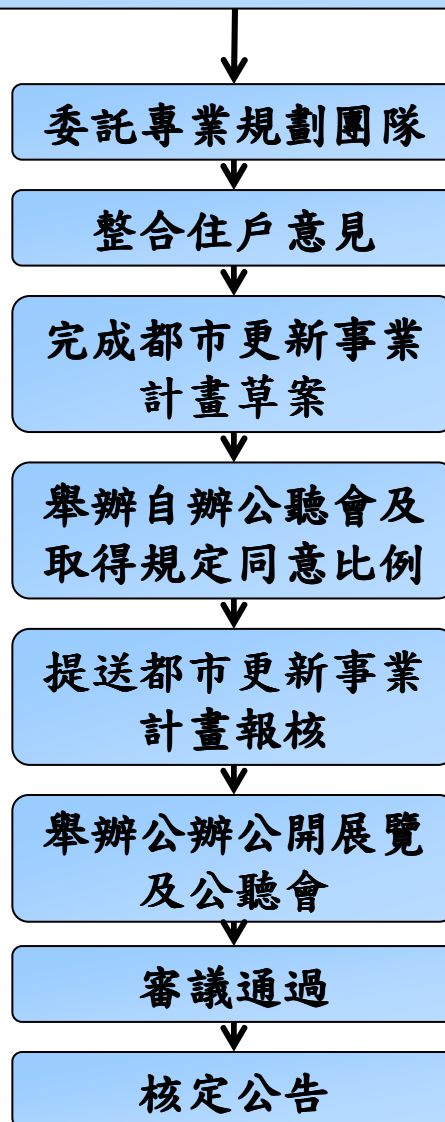 委託專業規劃團隊
整合住戶意見
完成都市更新事業
計畫草案
舉辦自辦公聽會及
取得規定同意比例
提送都市更新事業
計畫報核
舉辦公辦公開展覽
及公聽會
審議通過
核定公告